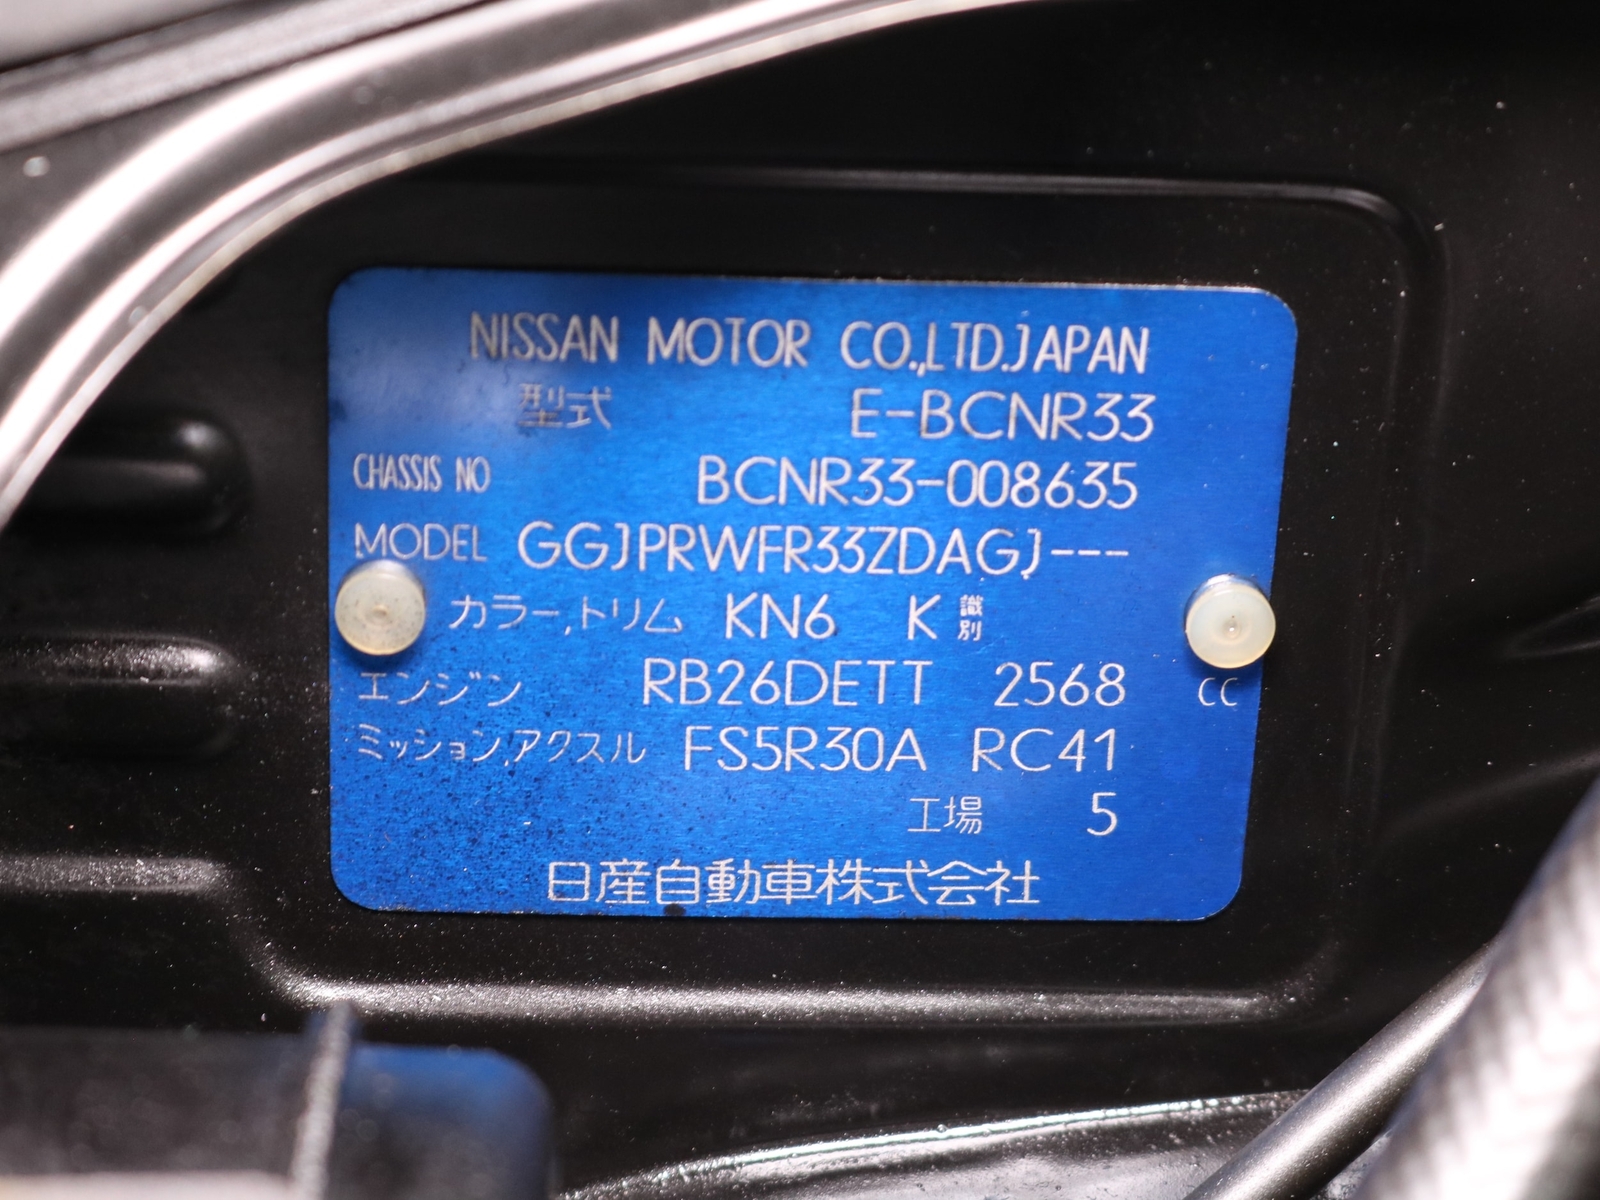 NISSAN MOTOR CO.,LTD.JAPAN
型式 E-BCNR33
CHASSIS NO BCNR33-008635
MODEL GGJPRWFR33ZDAGJ---
カラー,トリム KN6 K 識別
エンジン RB26DETT 2568 CC
ミッション,アクスル FS5R30A RC41
工場 5
日産自動車株式会社